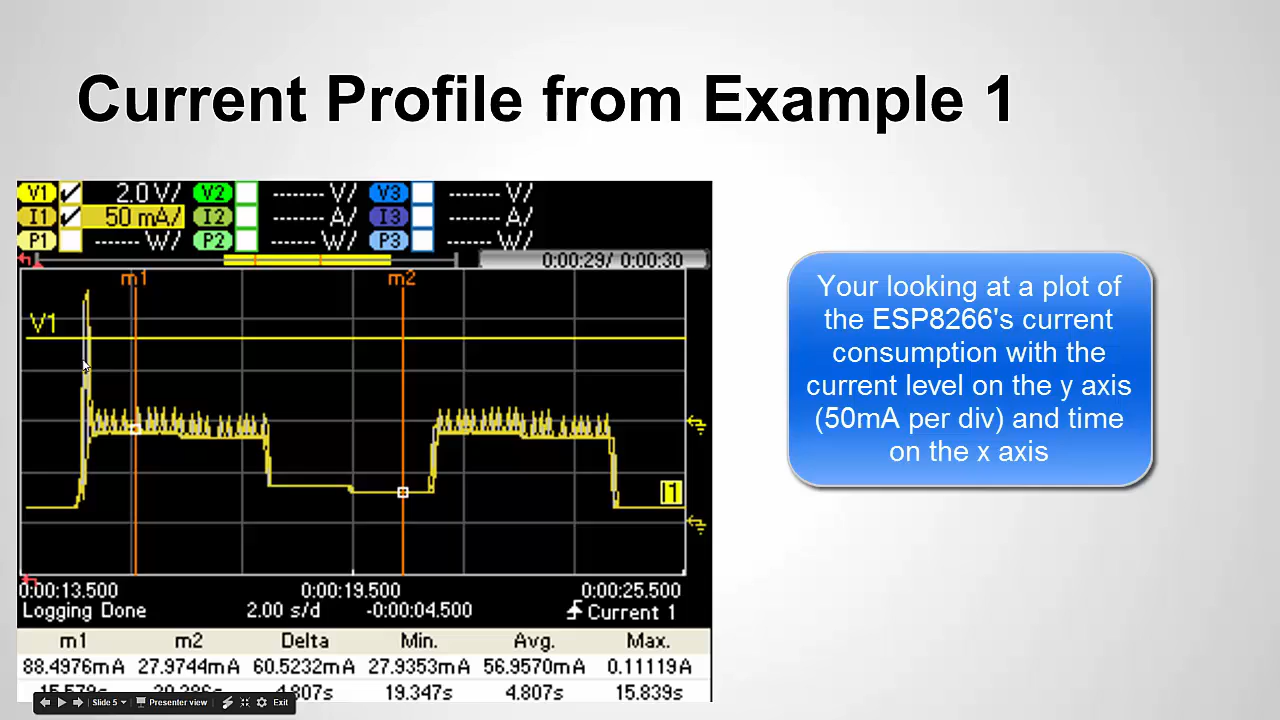 Current Profile from Example 1
V1 2.0 V/ V2 ------- V/ V3 ------- V/
I1 50 mA/ I2 ------- A/ I3 ------- A/
P1 ------ W/ P2 ------- W/ P3 ------- W/
0:00:29/ 0:00:30
m1 m2
V1
1
0:00:13.500 0:00:19.500 0:00:25.500
Logging Done 2.00 s/d -0:00:04.500 Current 1
m1 m2 Delta Min. Avg. Max.
88.4976mA 27.9744mA 60.5232mA 27.9353mA 56.9570mA 0.11119A
19.347s 4.807s 15.839s
Slide 5 Presenter view Exit
Your looking at a plot of
the ESP8266's current
consumption with the
current level on the y axis
(50mA per div) and time
on the x axis